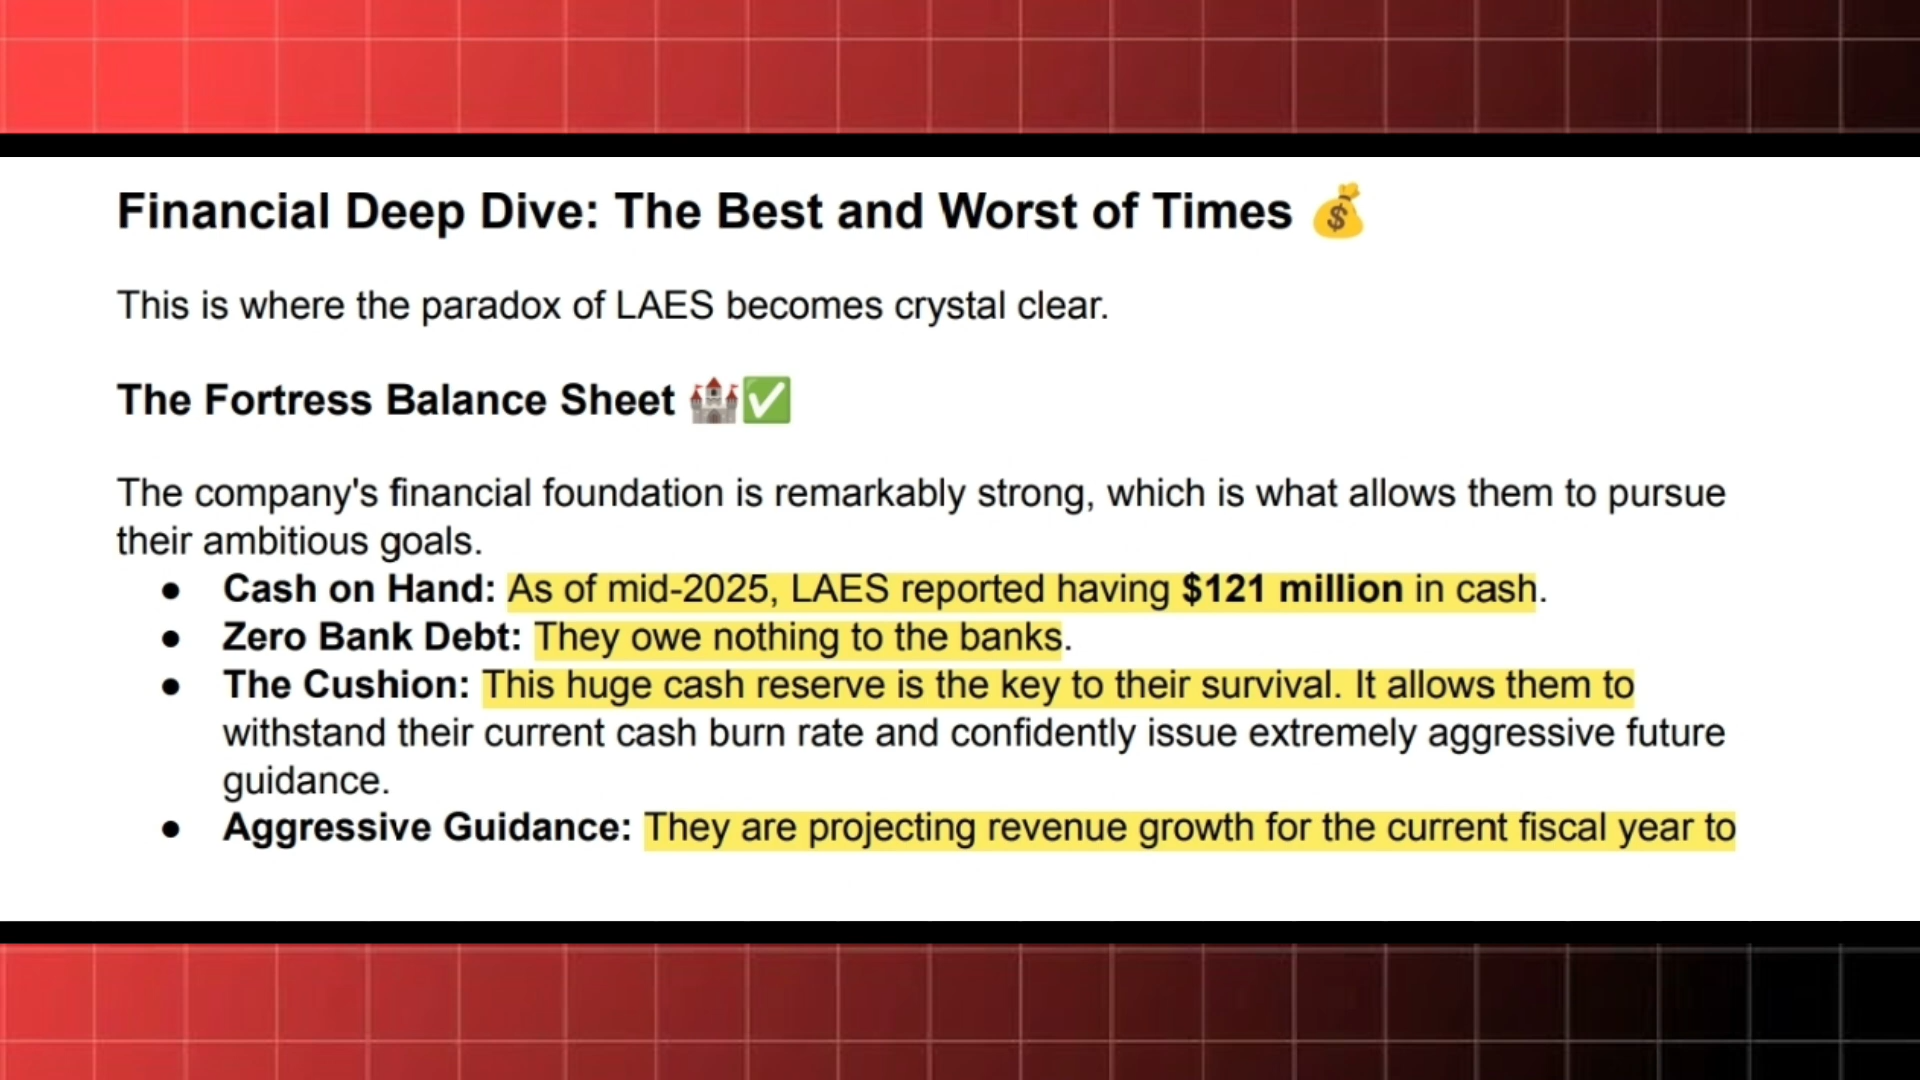 Financial Deep Dive: The Best and Worst of Times 💰
This is where the paradox of LAES becomes crystal clear.
The Fortress Balance Sheet 🏰✅
The company's financial foundation is remarkably strong, which is what allows them to pursue
their ambitious goals.
● Cash on Hand: As of mid-2025, LAES reported having $121 million in cash.
● Zero Bank Debt: They owe nothing to the banks.
● The Cushion: This huge cash reserve is the key to their survival. It allows them to
withstand their current cash burn rate and confidently issue extremely aggressive future
guidance.
● Aggressive Guidance: They are projecting revenue growth for the current fiscal year to